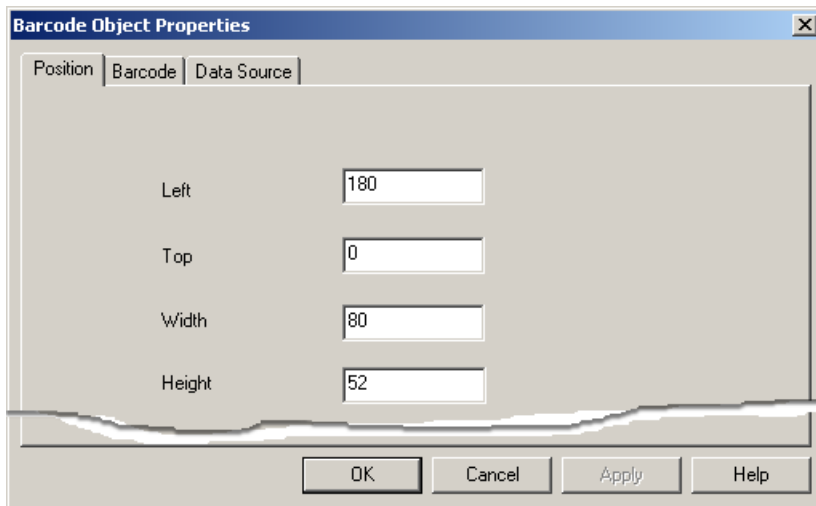 Barcode Object Properties
Position Barcode Data Source
Left 180
Top 0
Width 80
Height 52
OK Cancel Apply Help